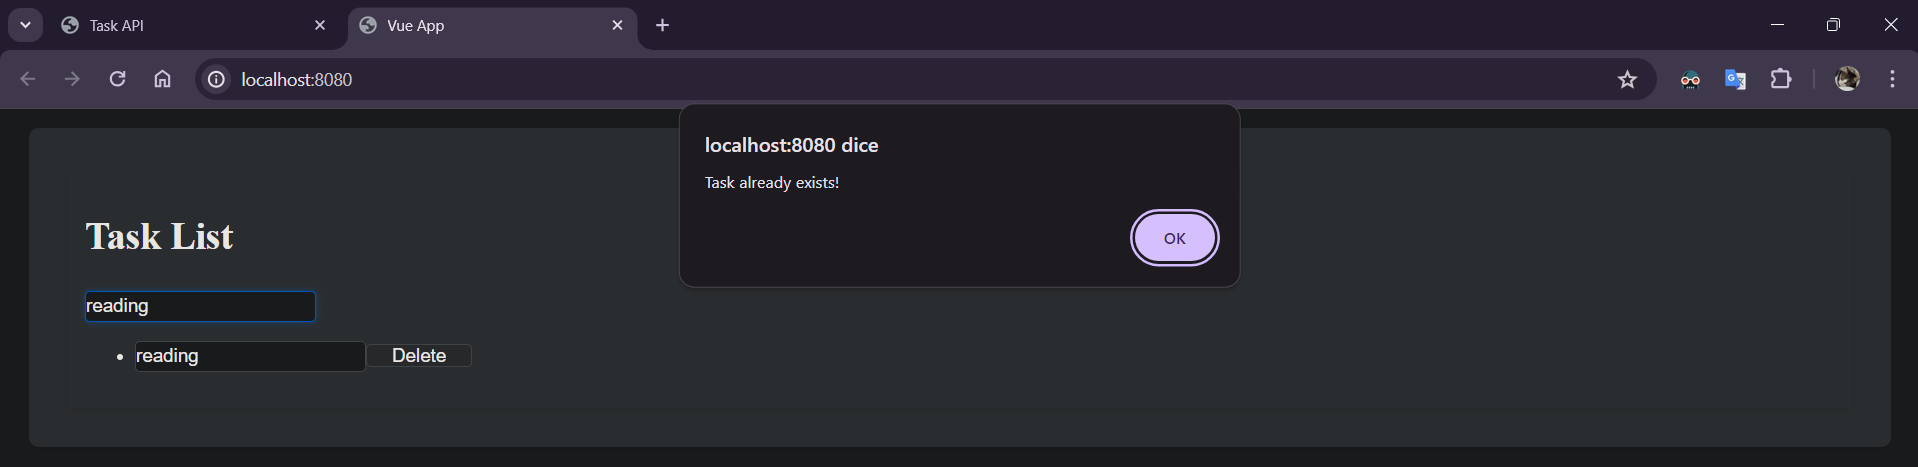 Task API
Vue App
localhost:8080
localhost:8080 dice
Task already exists!
OK
Task List
reading
reading Delete